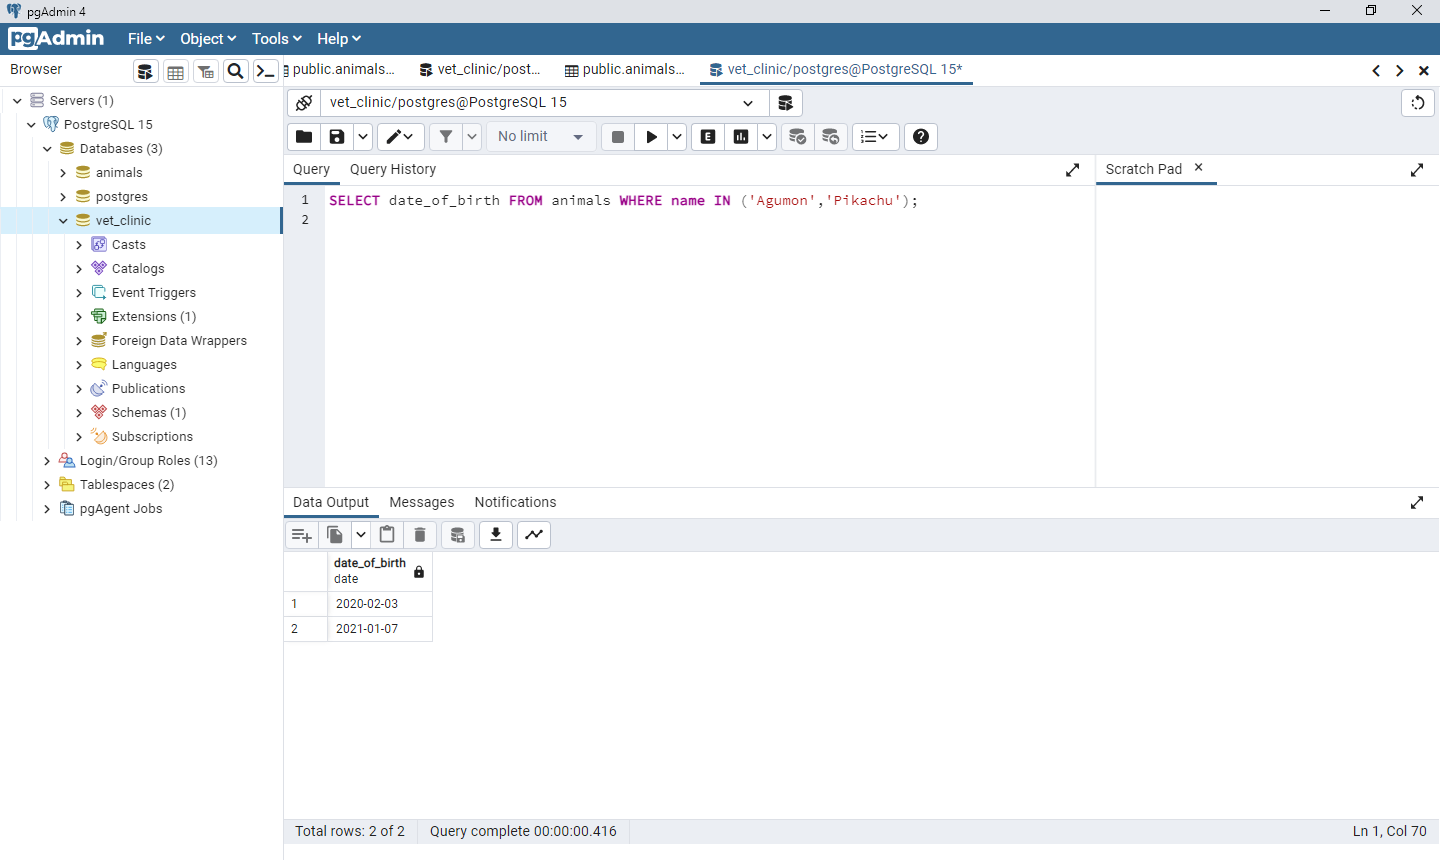 pgAdmin 4
pgAdmin File Object Tools Help
Browser
public.animals...
vet_clinic/post...
public.animals...
vet_clinic/postgres@PostgreSQL 15*
vet_clinic/postgres@PostgreSQL 15
No limit
E
Query
Query History
Scratch Pad
1 SELECT date_of_birth FROM animals WHERE name IN ('Agumon','Pikachu');
2
Servers (1)
PostgreSQL 15
Databases (3)
animals
postgres
vet_clinic
Casts
Catalogs
Event Triggers
Extensions (1)
Foreign Data Wrappers
Languages
Publications
Schemas (1)
Subscriptions
Login/Group Roles (13)
Tablespaces (2)
pgAgent Jobs
Data Output
Messages
Notifications
date_of_birth
date
1 2020-02-03
2 2021-01-07
Total rows: 2 of 2
Query complete 00:00:00.416
Ln 1, Col 70